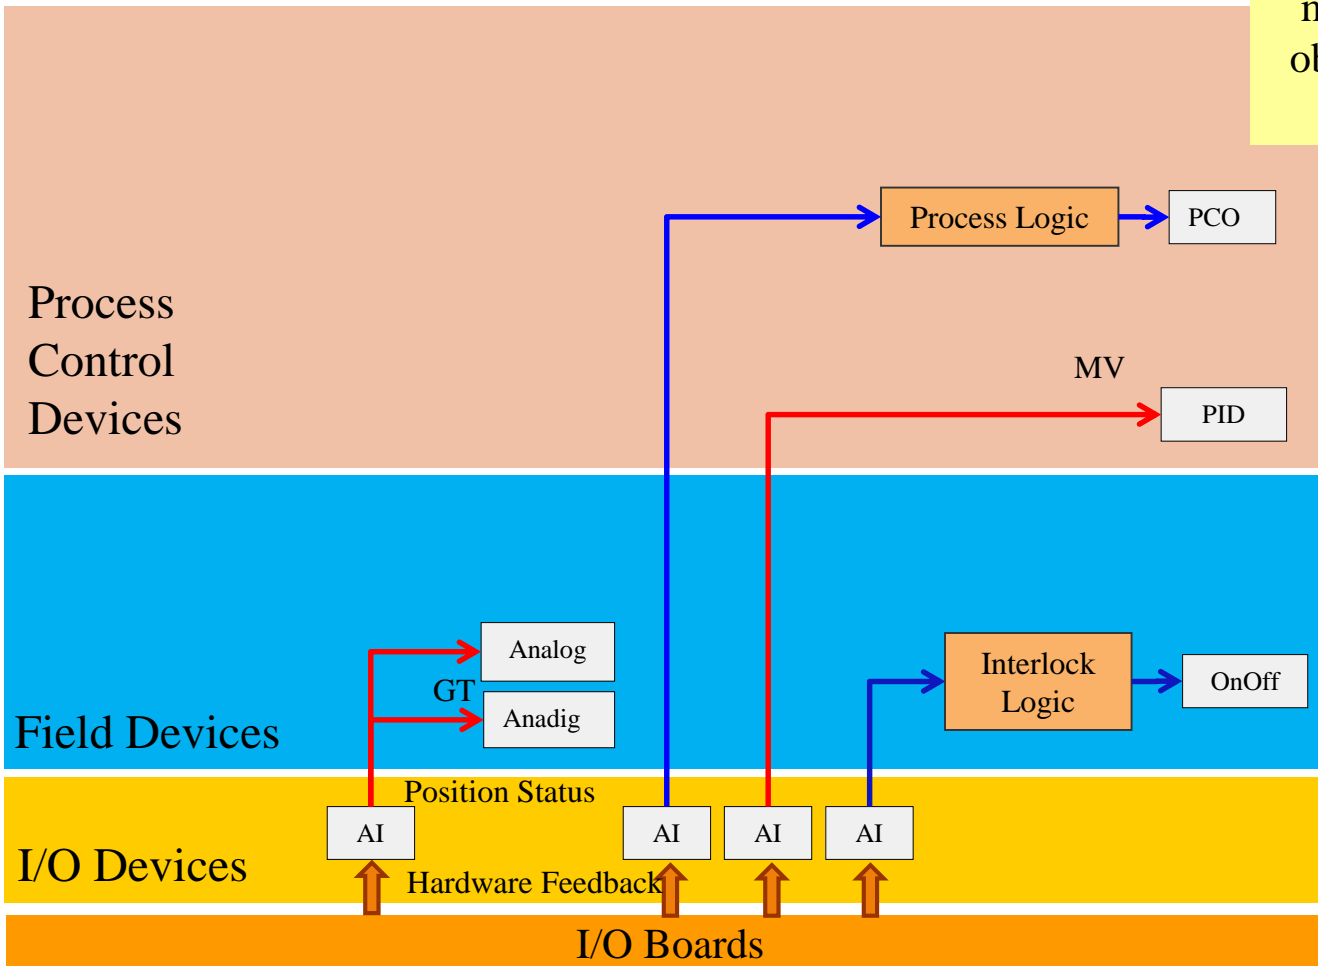 Process Logic
PCO
Process
Control
Devices
MV
PID
Analog
GT
Anadig
Interlock
Logic
OnOff
Field Devices
Position Status
AI
AI
AI
AI
I/O Devices
Hardware Feedback
I/O Boards